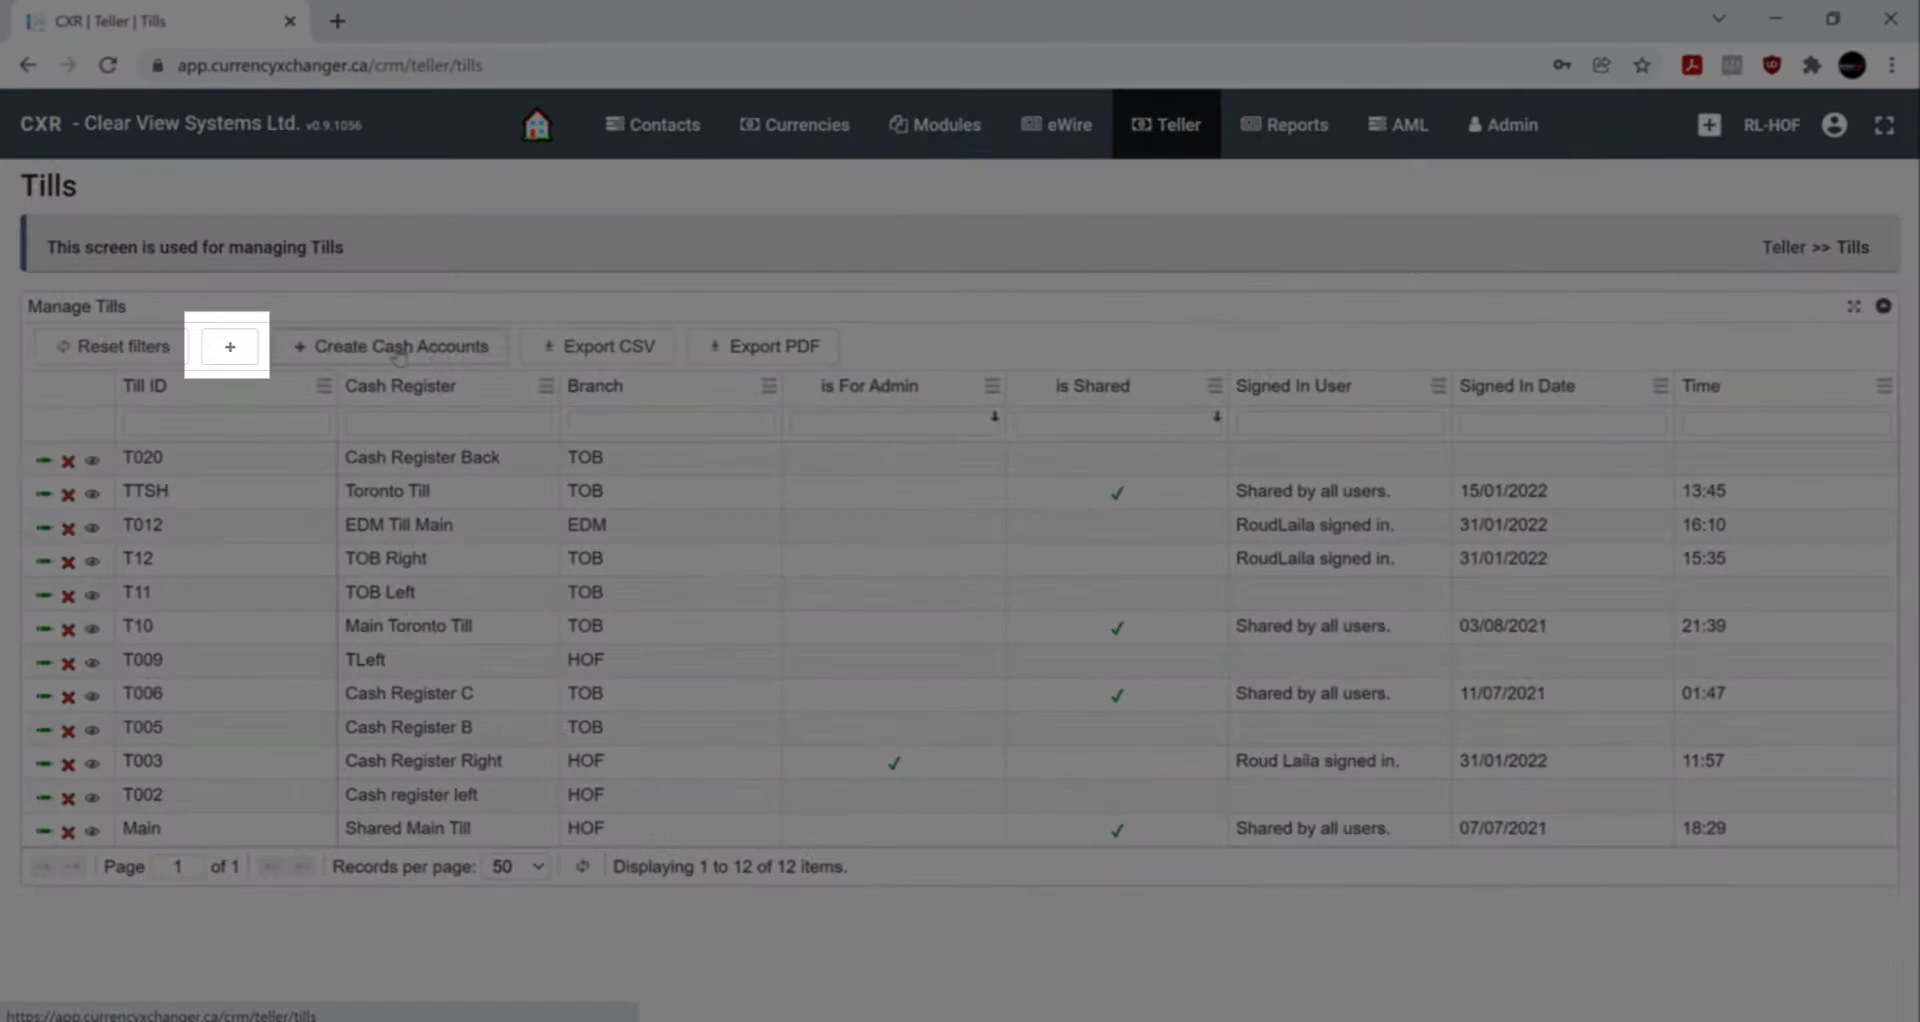 CXR | Teller | Tills
app.currencyxchanger.ca/crm/teller/tills
CXR - Clear View Systems Ltd. v0.9.1056
Contacts Currencies Modules eWire Teller Reports AML Admin RL-HOF
Tills
This screen is used for managing Tills Teller >> Tills
Manage Tills
Reset filters + + Create Cash Accounts Export CSV Export PDF
Till ID Cash Register Branch is For Admin is Shared Signed In User Signed In Date Time
T020 Cash Register Back TOB
TTSH Toronto Till TOB ✓ Shared by all users. 15/01/2022 13:45
T012 EDM Till Main EDM RoudLaila signed in. 31/01/2022 16:10
T12 TOB Right TOB RoudLaila signed in. 31/01/2022 15:35
T11 TOB Left TOB
T10 Main Toronto Till TOB ✓ Shared by all users. 03/08/2021 21:39
T009 TLeft HOF
T006 Cash Register C TOB ✓ Shared by all users. 11/07/2021 01:47
T005 Cash Register B TOB
T003 Cash Register Right HOF ✓ Roud Laila signed in. 31/01/2022 11:57
T002 Cash register left HOF
Main Shared Main Till HOF ✓ Shared by all users. 07/07/2021 18:29
Page 1 of 1 Records per page: 50 Displaying 1 to 12 of 12 items.
https://app.currencyxchanger.ca/crm/teller/tills